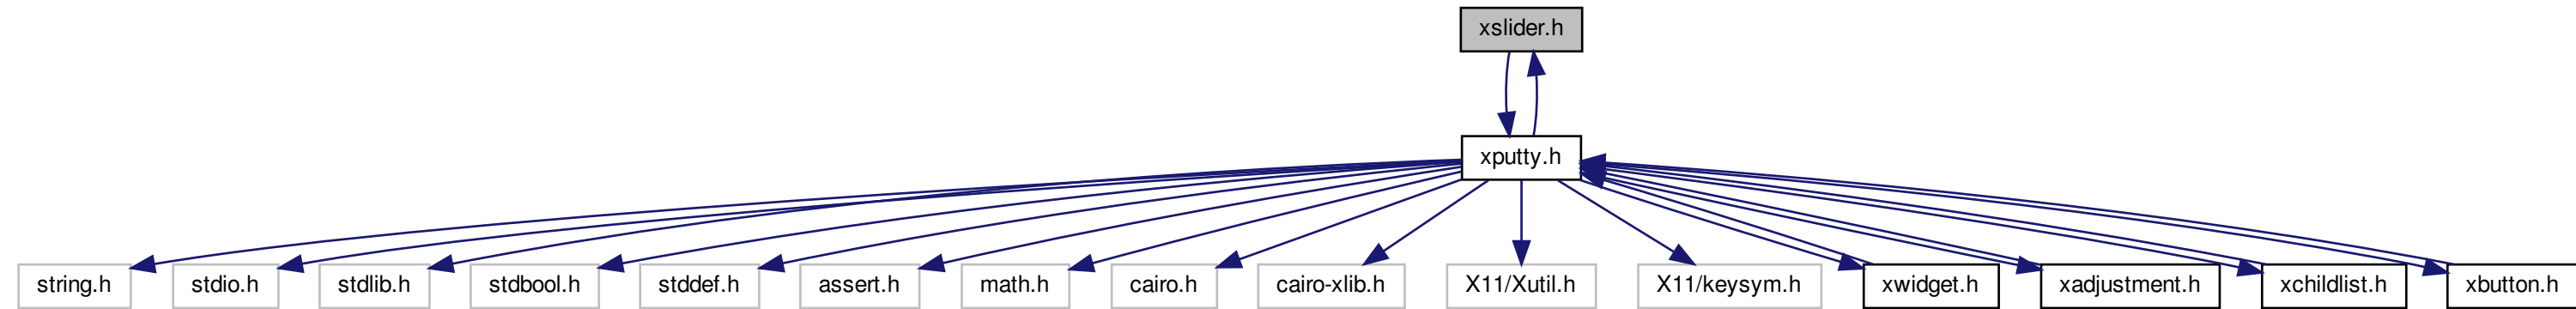 xslider.h
xputty.h
string.h
stdio.h
stdlib.h
stdbool.h
stddef.h
assert.h
math.h
cairo.h
cairo-xlib.h
X11/Xutil.h
X11/keysym.h
xwidget.h
xadjustment.h
xchildlist.h
xbutton.h